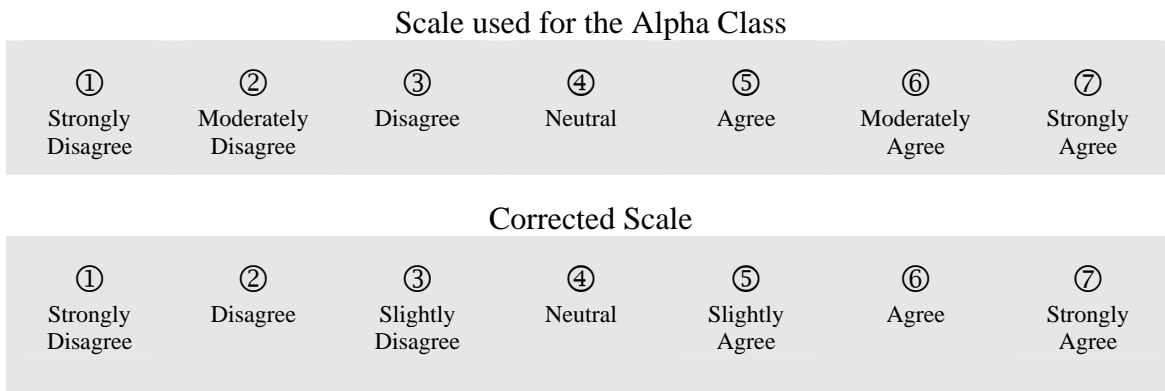 Scale used for the Alpha Class
① ② ③ ④ ⑤ ⑥ ⑦
Strongly Moderately Disagree Neutral Agree Moderately Strongly
Disagree Disagree Agree Agree
Corrected Scale
① ② ③ ④ ⑤ ⑥ ⑦
Strongly Disagree Slightly Neutral Slightly Agree Strongly
Disagree Disagree Agree Agree